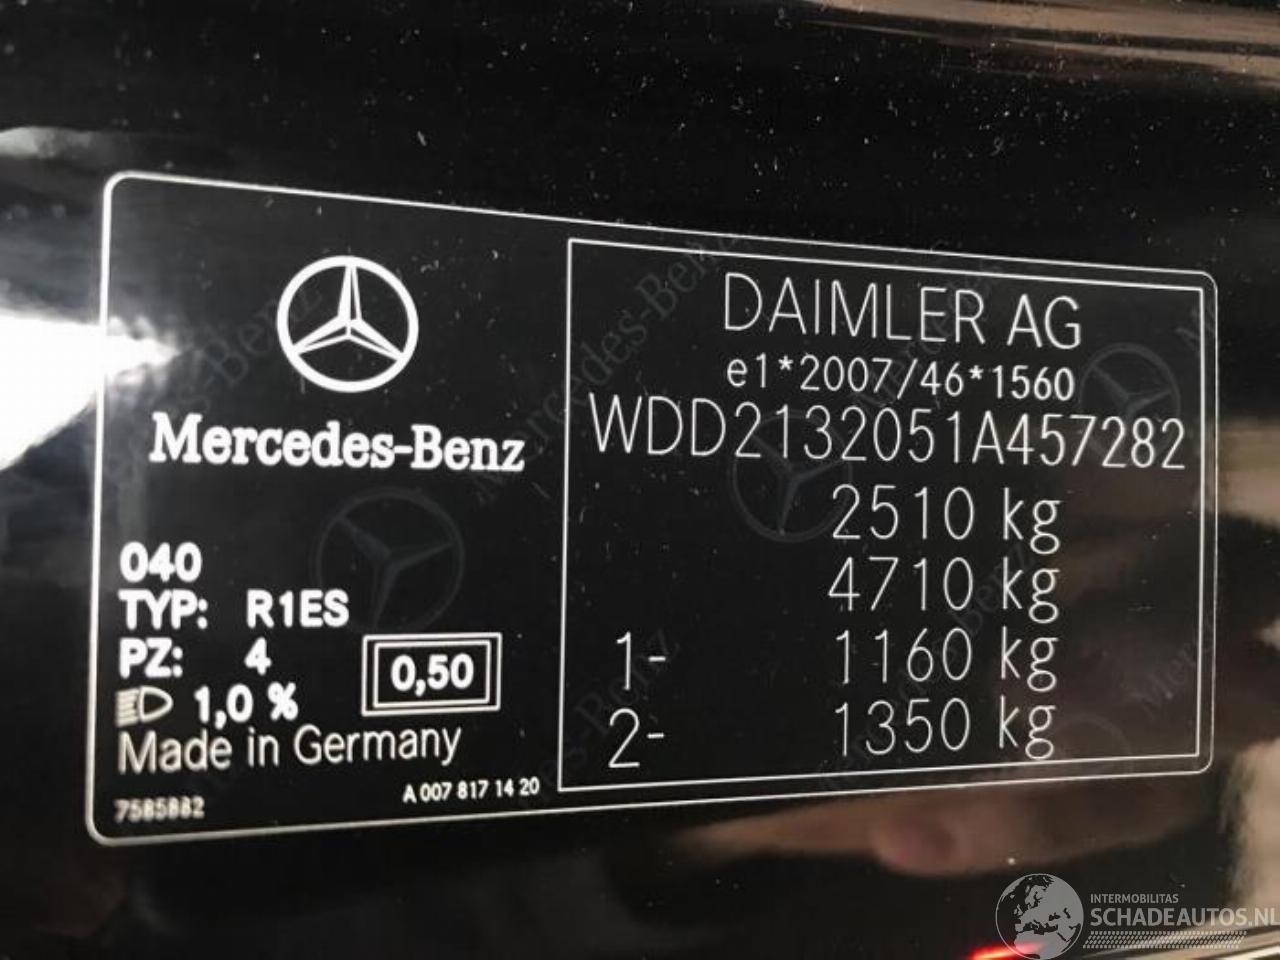 Mercedes-Benz
040
TYP: R1ES
PZ: 4
1,0 %
0,50
Made in Germany
7585882
A 007 817 14 20
DAIMLER AG
e1*2007/46*1560
WDD2132051A457282
2510 kg
4710 kg
1- 1160 kg
2- 1350 kg
INTERMOBILITAS
SCHADEAUTOS.NL